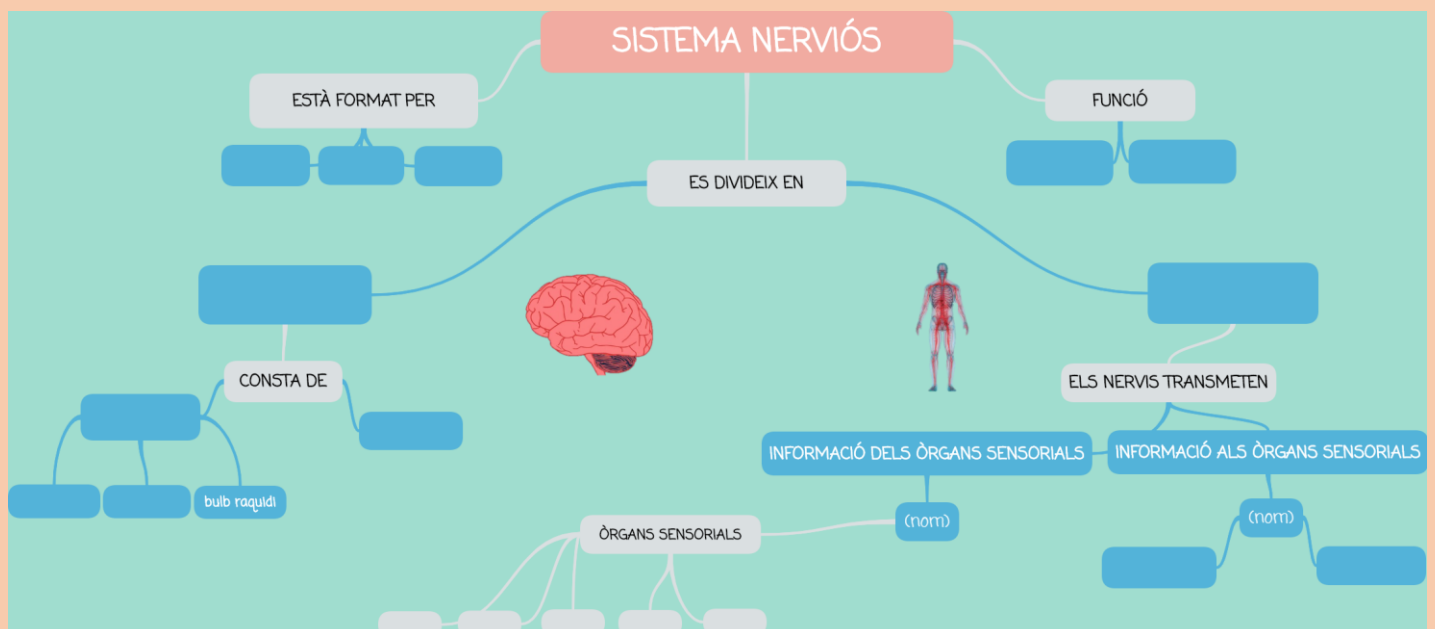 SISTEMA NERVIÓS
ESTÀ FORMAT PER
FUNCIÓ
ES DIVIDEIX EN
CONSTA DE
ELS NERVIS TRANSMETEN
INFORMACIÓ DELS ÒRGANS SENSORIALS
INFORMACIÓ ALS ÒRGANS SENSORIALS
bulb raquidi
(nom)
(nom)
ÒRGANS SENSORIALS